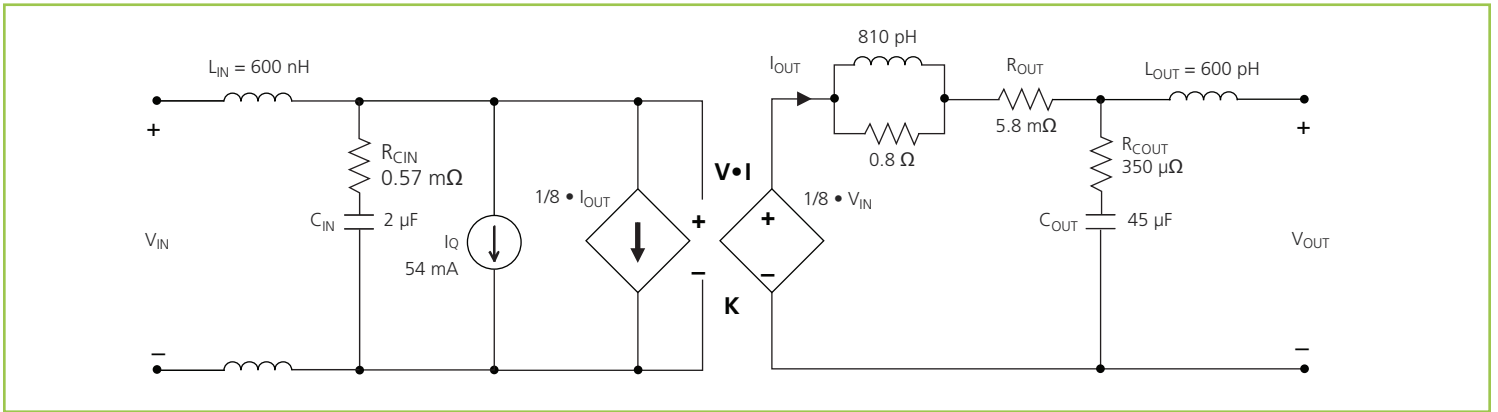 L_IN = 600 nH
+
R_CIN
0.57 mΩ
C_IN 2 µF
V_IN
I_Q
54 mA
1/8 • I_OUT
–
V•I
+
–
K
+
–
1/8 • V_IN
I_OUT
810 pH
0.8 Ω
R_OUT
5.8 mΩ
L_OUT = 600 pH
+
R_COUT
350 µΩ
C_OUT 45 µF
V_OUT
–